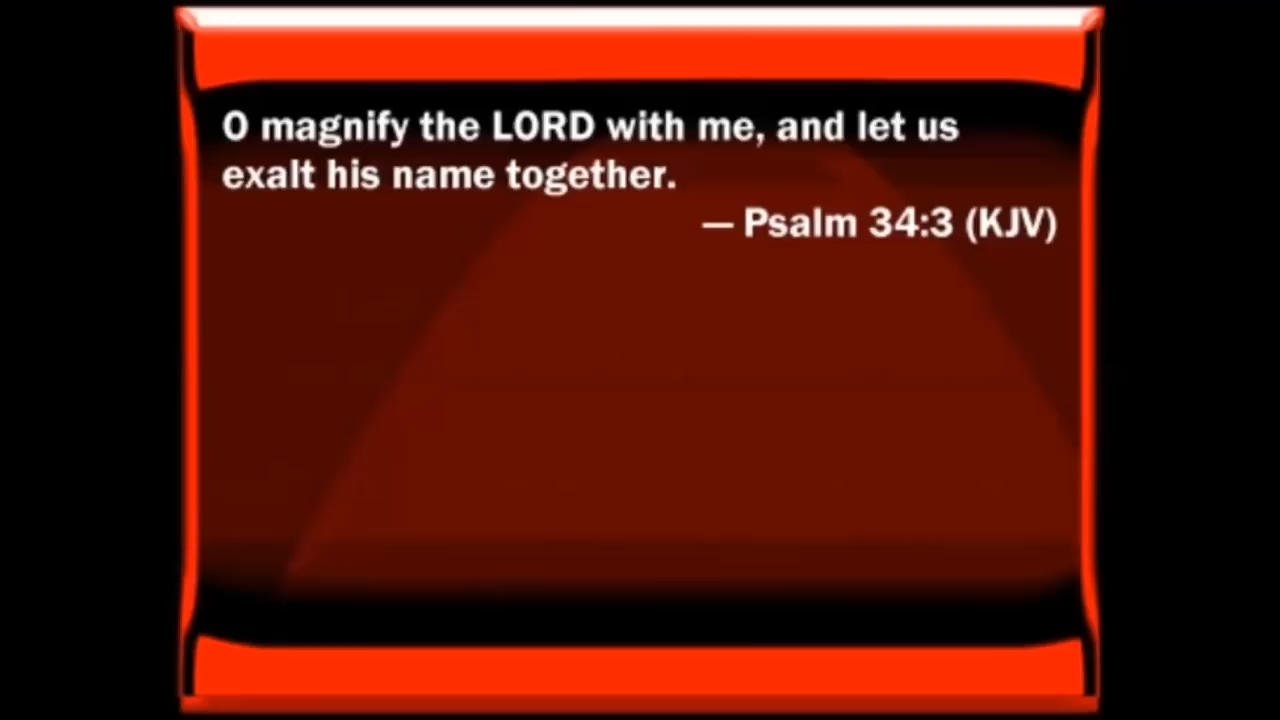 O magnify the LORD with me, and let us
exalt his name together.
— Psalm 34:3 (KJV)